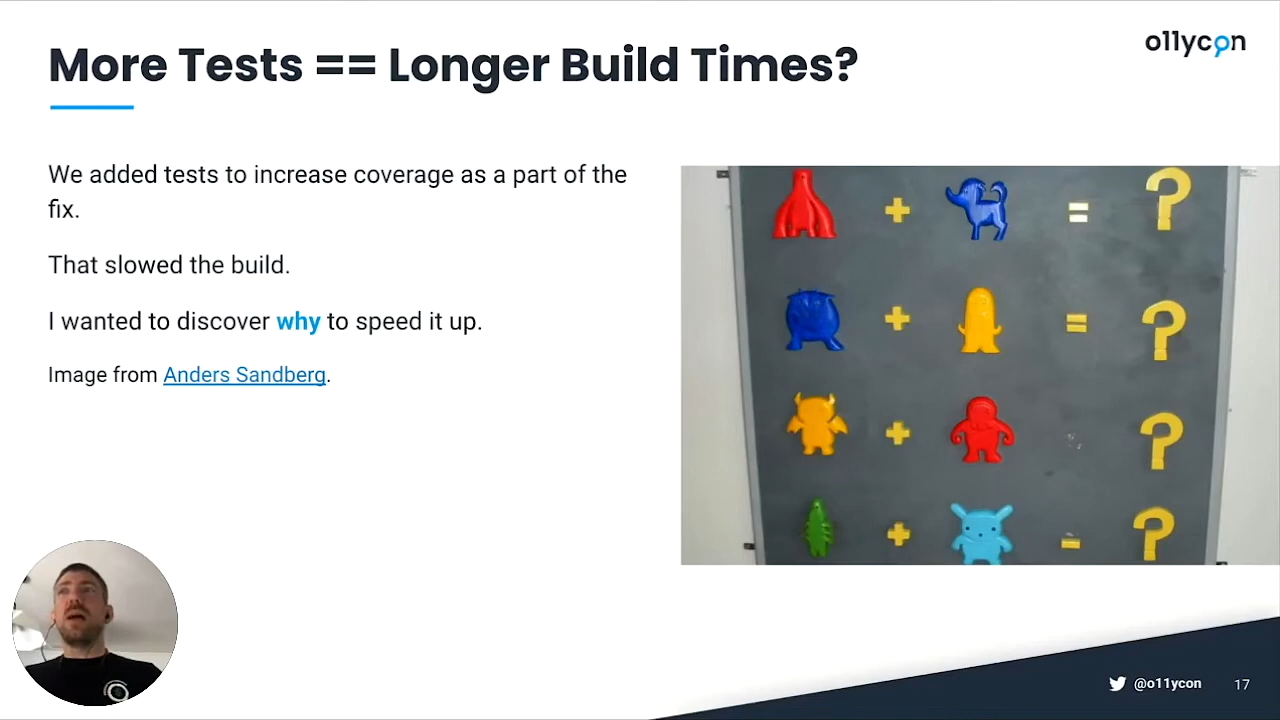 More Tests == Longer Build Times?
o11ycon
We added tests to increase coverage as a part of the
fix.
That slowed the build.
I wanted to discover why to speed it up.
Image from Anders Sandberg.
+ = ?
+ = ?
+ ?
+ = ?
@o11ycon 17